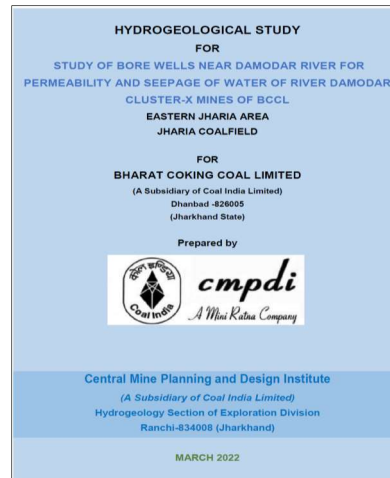 HYDROGEOLOGICAL STUDY
FOR
STUDY OF BORE WELLS NEAR DAMODAR RIVER FOR
PERMEABILITY AND SEEPAGE OF WATER OF RIVER DAMODAR
CLUSTER-X MINES OF BCCL
EASTERN JHARIA AREA
JHARIA COALFIELD
FOR
BHARAT COKING COAL LIMITED
(A Subsidiary of Coal India Limited)
Dhanbad -826005
(Jharkhand State)
Prepared by
कोल इण्डिया
Coal India
cmpdi
A Mini Ratna Company
Central Mine Planning and Design Institute
(A Subsidiary of Coal India Limited)
Hydrogeology Section of Exploration Division
Ranchi-834008 (Jharkhand)
MARCH 2022